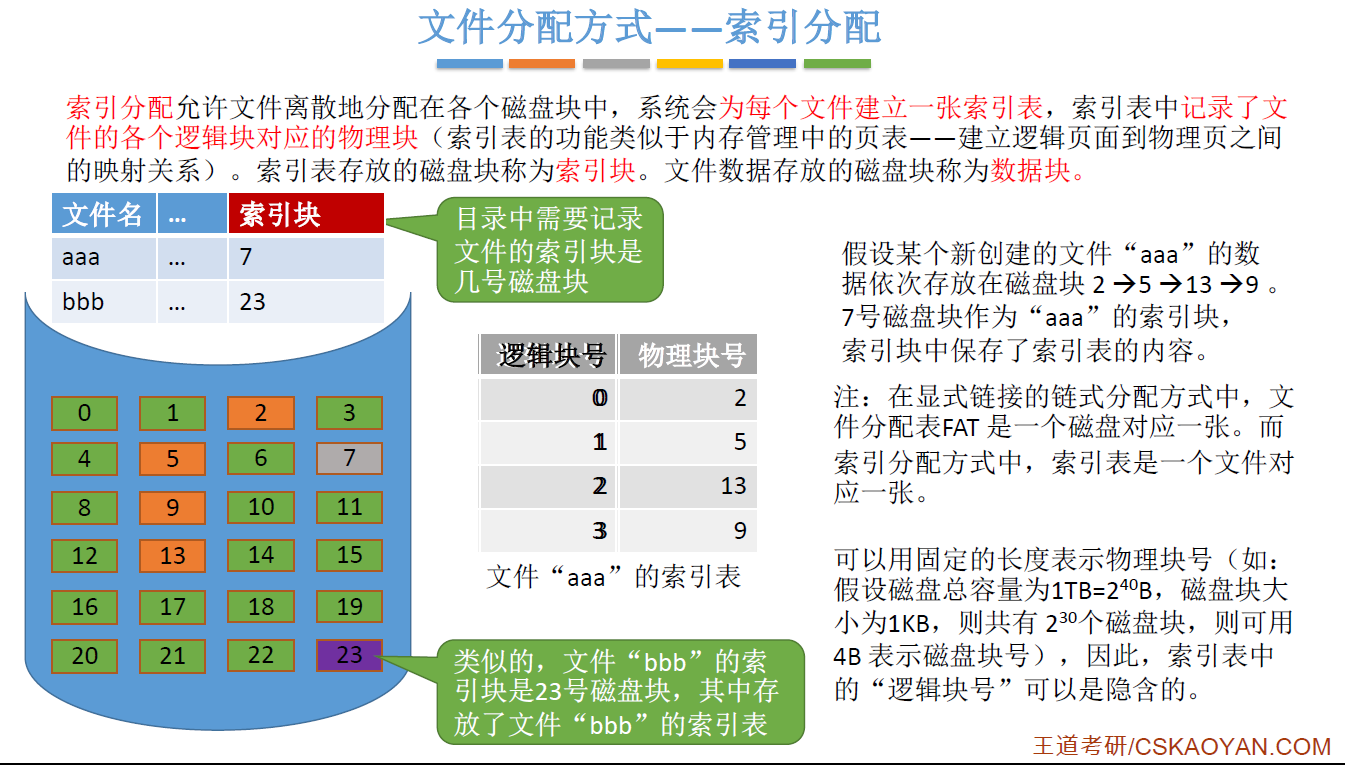 文件分配方式——索引分配
索引分配允许文件离散地分配在各个磁盘块中，系统会为每个文件建立一张索引表，索引表中记录了文
件的各个逻辑块对应的物理块（索引表的功能类似于内存管理中的页表——建立逻辑页面到物理页之间
的映射关系）。索引表存放的磁盘块称为索引块。文件数据存放的磁盘块称为数据块。
文件名 … 索引块
aaa … 7
bbb … 23
目录中需要记录
文件的索引块是
几号磁盘块
0 1 2 3
4 5 6 7
8 9 10 11
12 13 14 15
16 17 18 19
20 21 22 23
逻辑块号 物理块号
0 2
1 5
2 13
3 9
文件“aaa”的索引表
类似的，文件“bbb”的索
引块是23号磁盘块，其中存
放了文件“bbb”的索引表
假设某个新创建的文件“aaa”的数
据依次存放在磁盘块 2 →5 →13 →9 。
7号磁盘块作为“aaa”的索引块，
索引块中保存了索引表的内容。
注：在显式链接的链式分配方式中，文
件分配表FAT 是一个磁盘对应一张。而
索引分配方式中，索引表是一个文件对
应一张。
可以用固定的长度表示物理块号（如：
假设磁盘总容量为1TB=2⁴⁰B，磁盘块大
小为1KB，则共有 2³⁰个磁盘块，则可用
4B 表示磁盘块号），因此，索引表中
的“逻辑块号”可以是隐含的。
王道考研/CSKAOYAN.COM